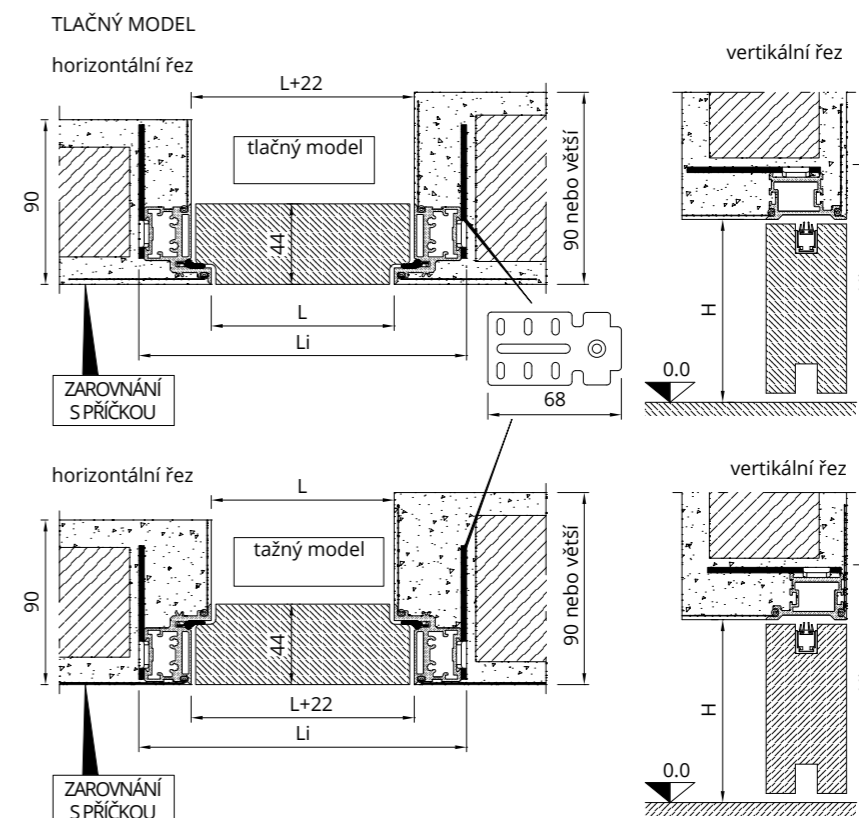 TLAČNÝ MODEL
horizontální řez
vertikální řez
L+22
tlačný model
90
90 nebo větší
44
L
Li
H
0.0
ZAROVNÁNÍ
S PŘÍČKOU
68
horizontální řez
vertikální řez
L
tažný model
90
90 nebo větší
44
L+22
Li
H
0.0
ZAROVNÁNÍ
S PŘÍČKOU